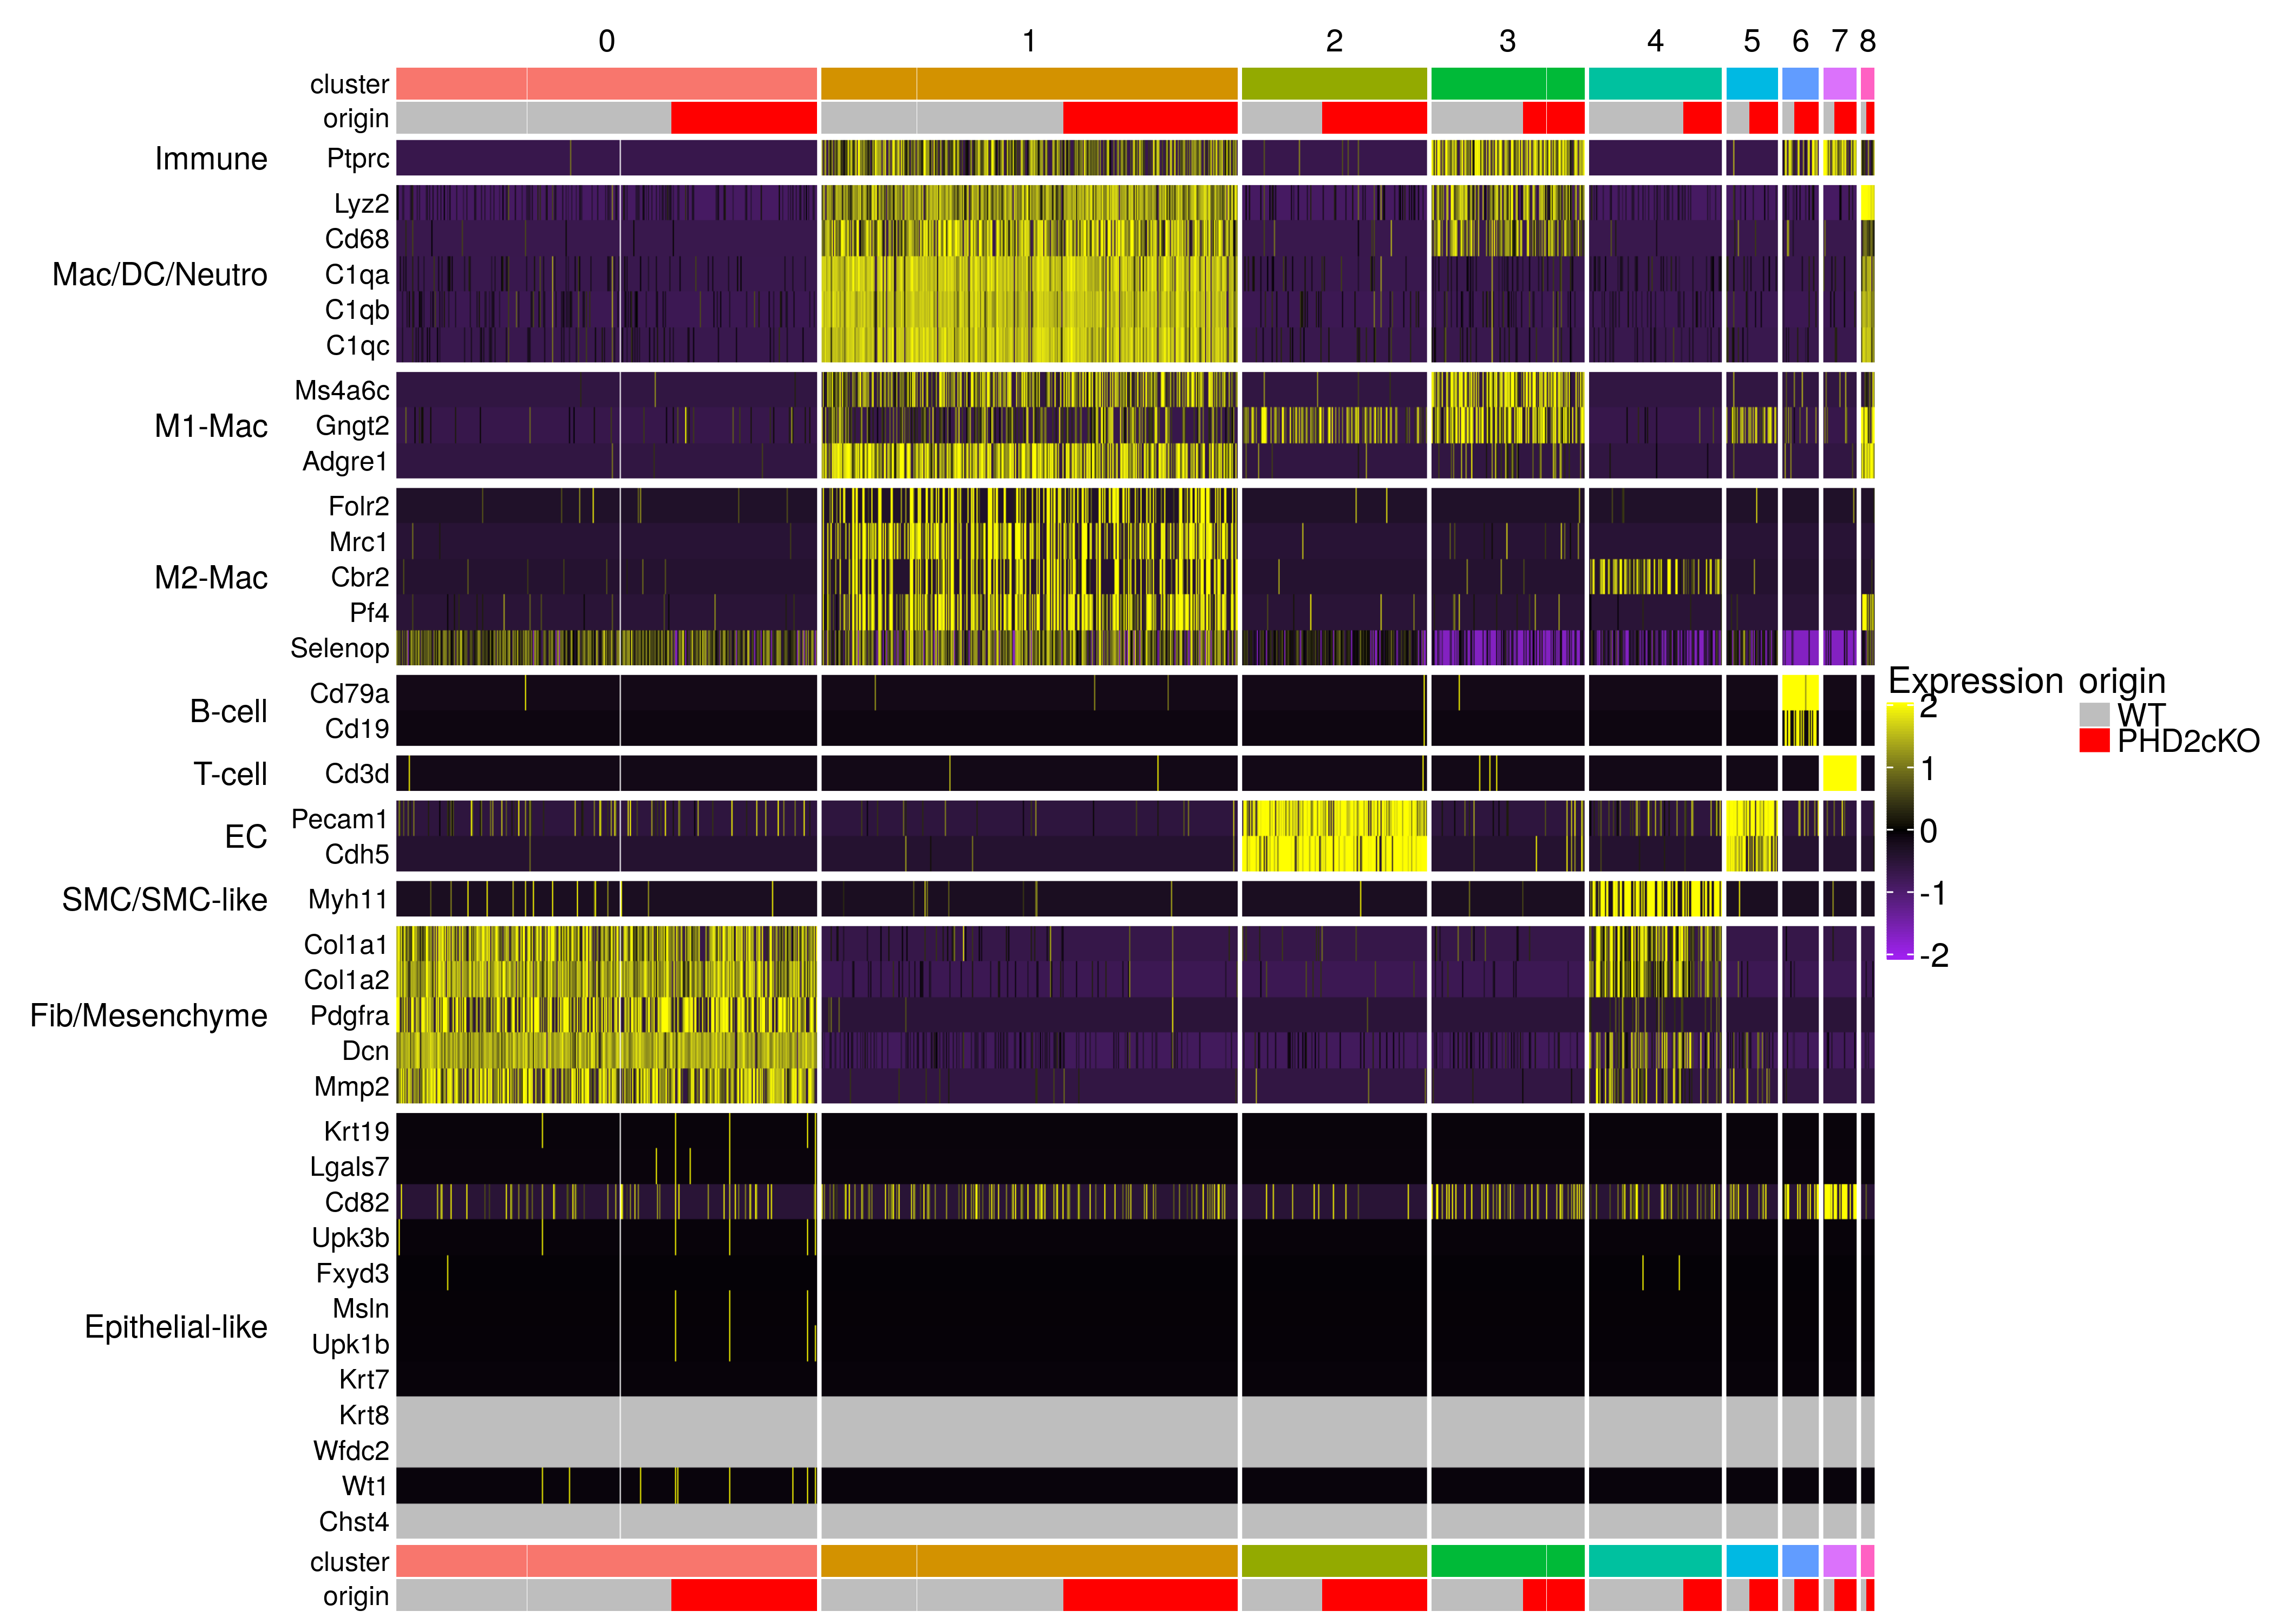 0 1 2 3 4 5 6 7 8
cluster
origin
Immune Ptprc
Lyz2
Cd68
Mac/DC/Neutro C1qa
C1qb
C1qc
Ms4a6c
M1-Mac Gngt2
Adgre1
Folr2
Mrc1
M2-Mac Cbr2
Pf4
Selenop
B-cell Cd79a
Cd19
T-cell Cd3d
EC Pecam1
Cdh5
SMC/SMC-like Myh11
Col1a1
Col1a2
Fib/Mesenchyme Pdgfra
Dcn
Mmp2
Krt19
Lgals7
Cd82
Upk3b
Fxyd3
Msln
Epithelial-like
Upk1b
Krt7
Krt8
Wfdc2
Wt1
Chst4
cluster
origin
Expression
2
1
0
-1
-2
origin
WT
PHD2cKO